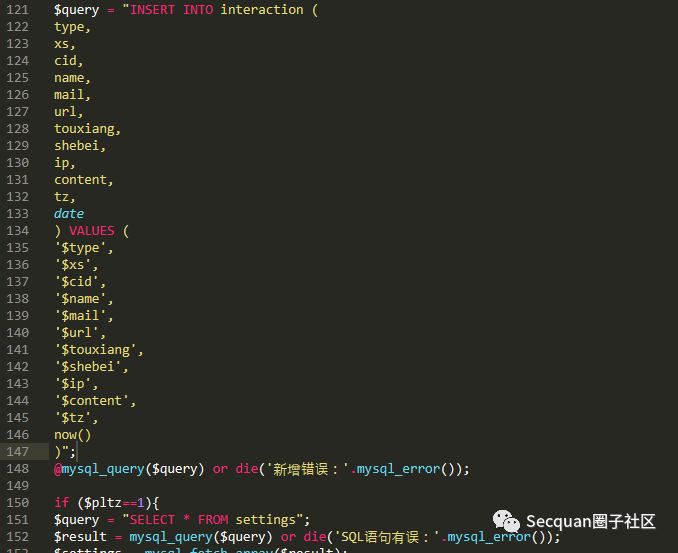 121 $query = "INSERT INTO interaction (
122 type,
123 xs,
124 cid,
125 name,
126 mail,
127 url,
128 touxiang,
129 shebei,
130 ip,
131 content,
132 tz,
133 date
134 ) VALUES (
135 '$type',
136 '$xs',
137 '$cid',
138 '$name',
139 '$mail',
140 '$url',
141 '$touxiang',
142 '$shebei',
143 '$ip',
144 '$content',
145 '$tz',
146 now()
147 )";
148 @mysql_query($query) or die('新增错误：'.mysql_error());
149
150 if ($pltz==1){
151 $query = "SELECT * FROM settings";
152 $result = mysql_query($query) or die('SQL语句有误：'.mysql_error());
Secquan圈子社区